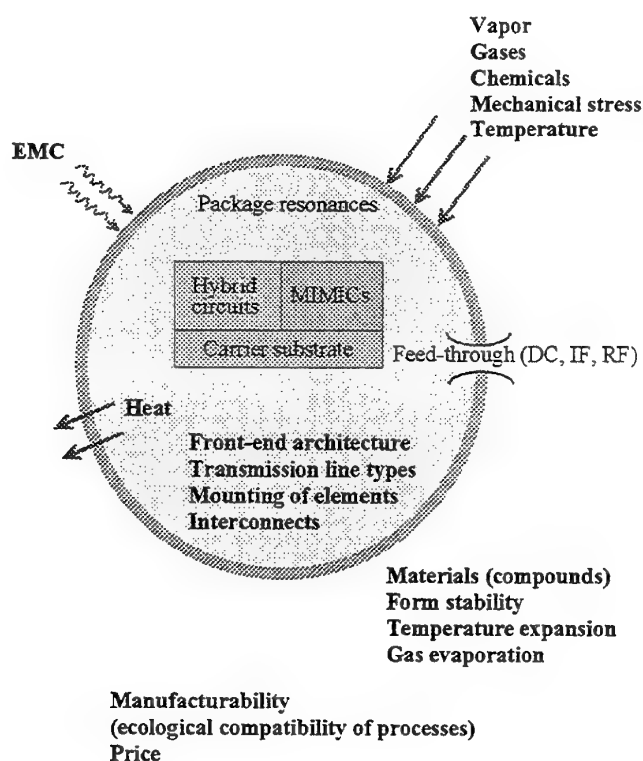 Vapor
Gases
Chemicals
Mechanical stress
Temperature
EMC
Package resonances
Hybrid
circuits
MIMICs
Carrier substrate
Feed-through (DC, IF, RF)
Heat
Front-end architecture
Transmission line types
Mounting of elements
Interconnects
Materials (compounds)
Form stability
Temperature expansion
Gas evaporation
Manufacturability
(ecological compatibility of processes)
Price